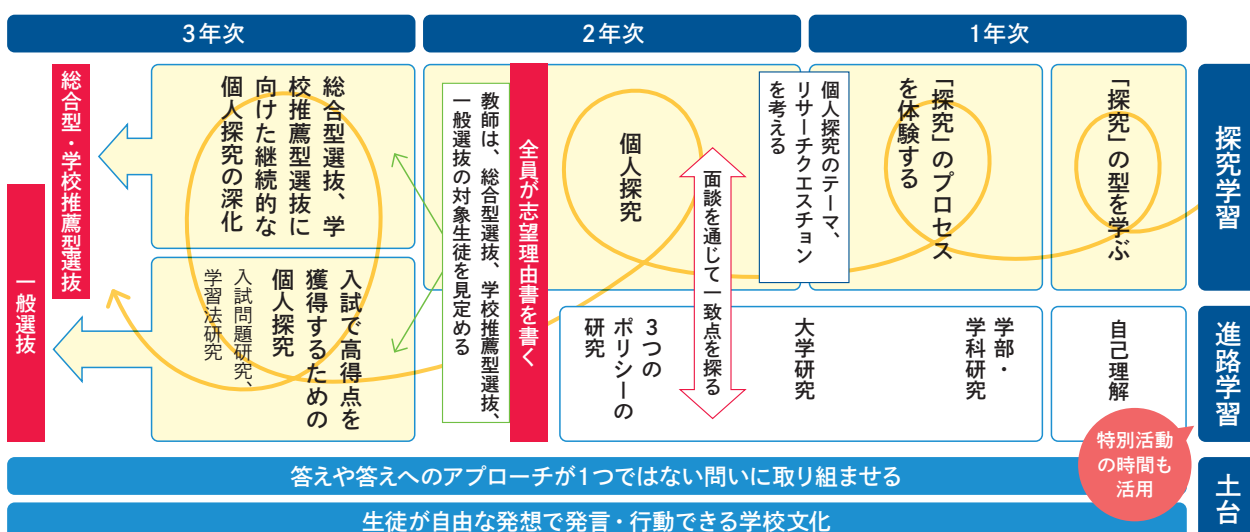 3年次
2年次
1年次
探究学習
「探究」の型を学ぶ
「探究」のプロセス
を体験する
個人探究のテーマ、
リサーチクエスチョン
を考える
面談を通じて一致点を探る
個人探究
全員が志望理由書を書く
教師は、総合型選抜、学校推薦型選抜、
一般選抜の対象生徒を見定める
総合型選抜、学
校推薦型選抜に
向けた継続的な
個人探究の深化
総合型・学校推薦型選抜
進路学習
自己理解
学部・
学科研究
大学研究
3つの
ポリシーの
研究
入試で高得点を
獲得するための
個人探究
入試問題研究、
学習法研究
一般選抜
特別活動
の時間も
活用
土台
答えや答えへのアプローチが1つではない問いに取り組ませる
生徒が自由な発想で発言・行動できる学校文化